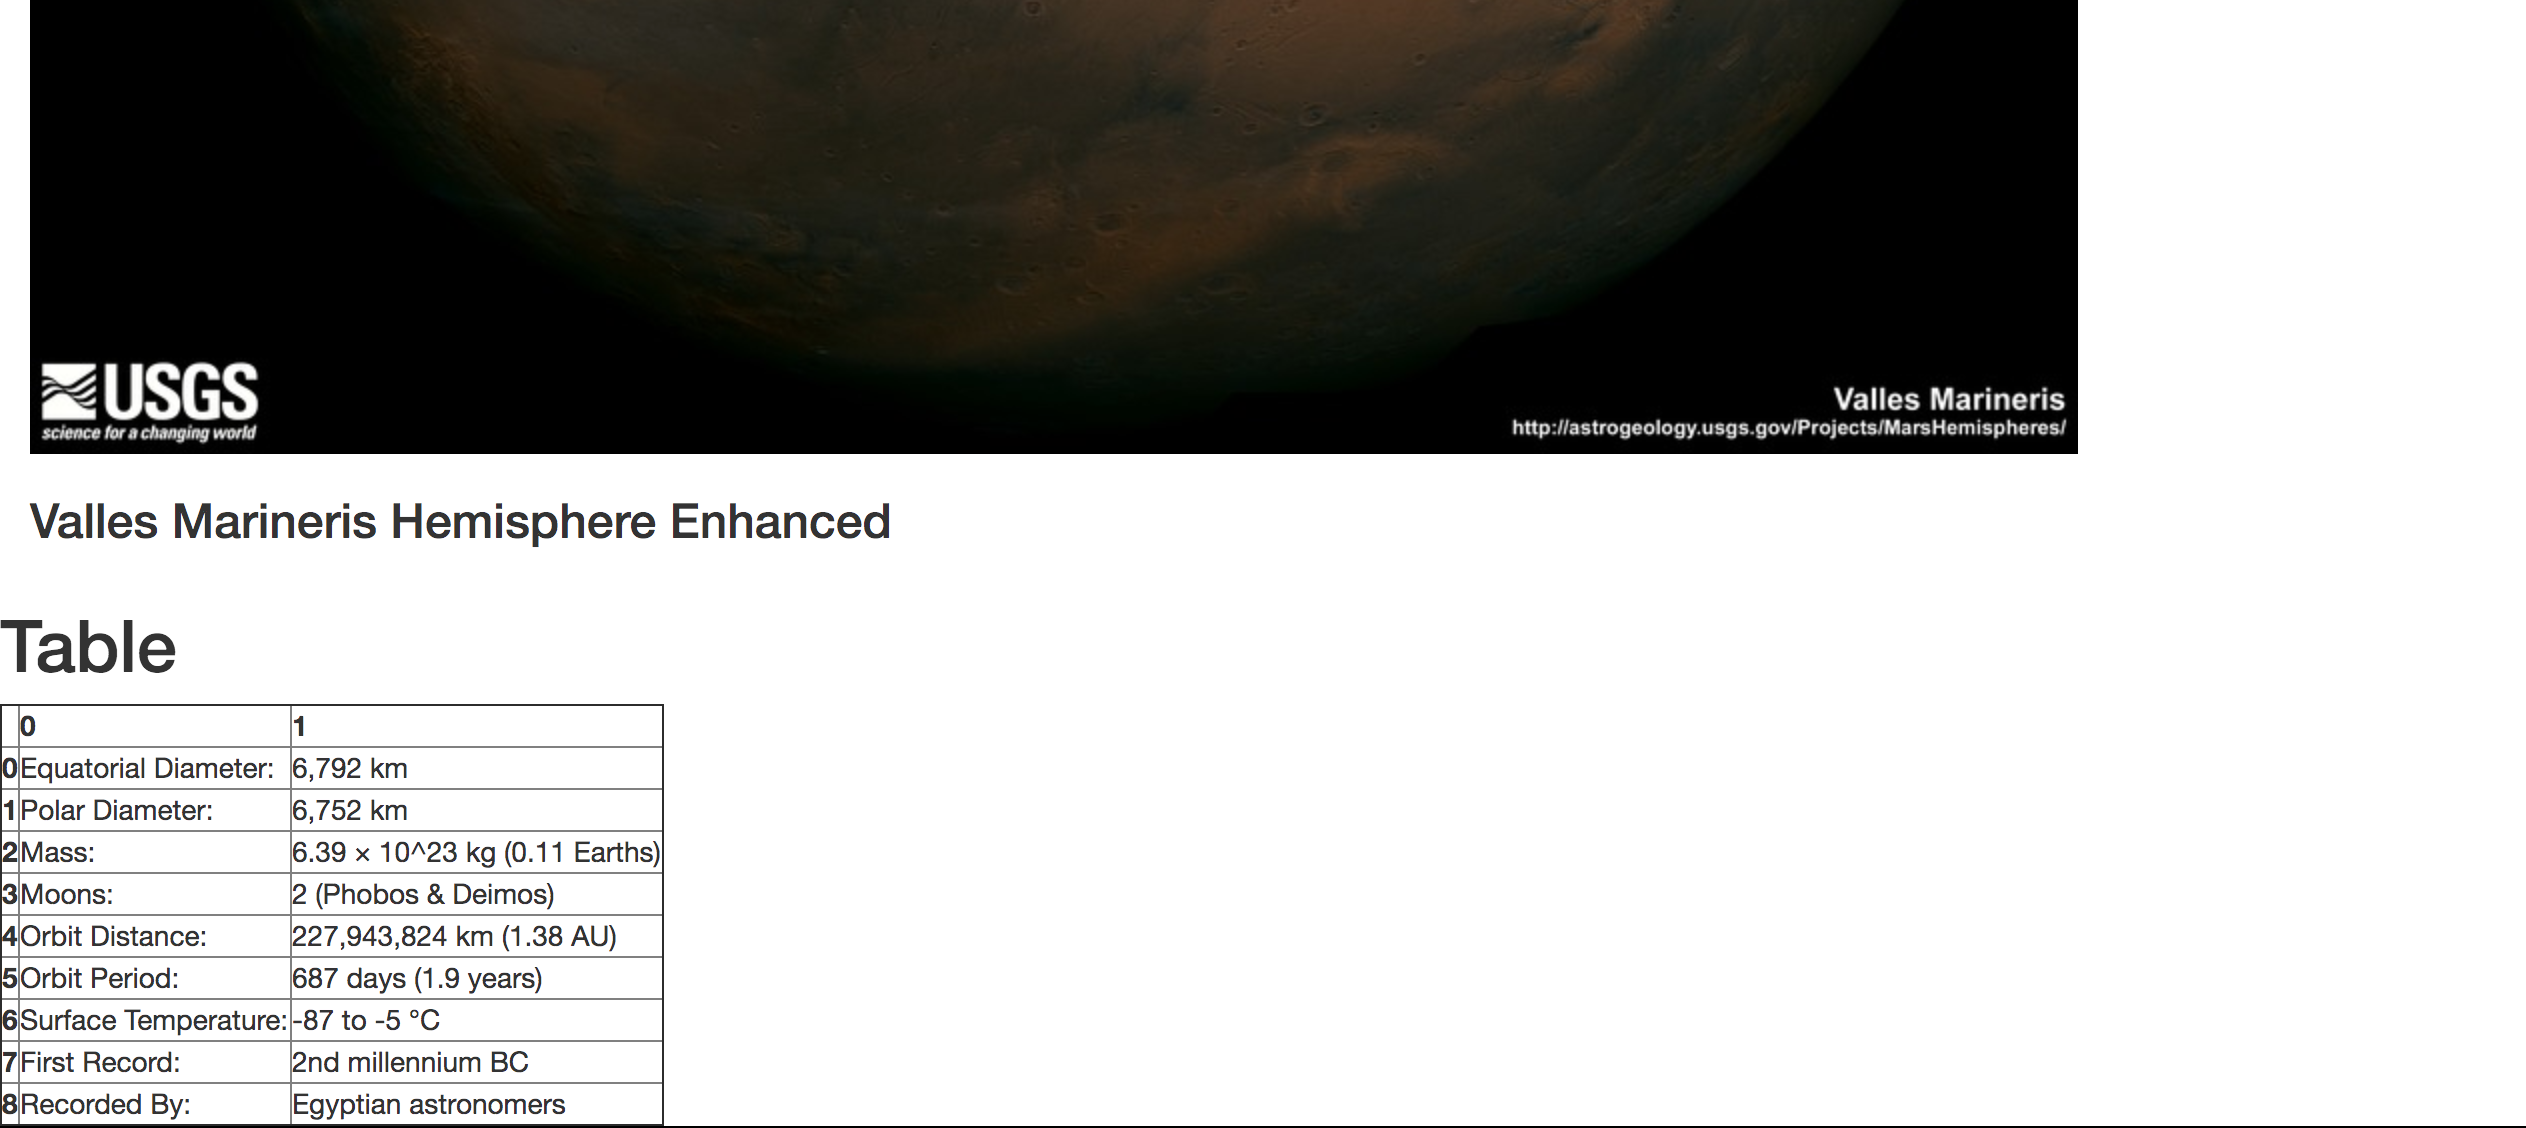 USGS
science for a changing world
Valles Marineris
http://astrogeology.usgs.gov/Projects/MarsHemispheres/
Valles Marineris Hemisphere Enhanced
Table
0 1
0 Equatorial Diameter: 6,792 km
1 Polar Diameter: 6,752 km
2 Mass: 6.39 × 10^23 kg (0.11 Earths)
3 Moons: 2 (Phobos & Deimos)
4 Orbit Distance: 227,943,824 km (1.38 AU)
5 Orbit Period: 687 days (1.9 years)
6 Surface Temperature: -87 to -5 °C
7 First Record: 2nd millennium BC
8 Recorded By: Egyptian astronomers